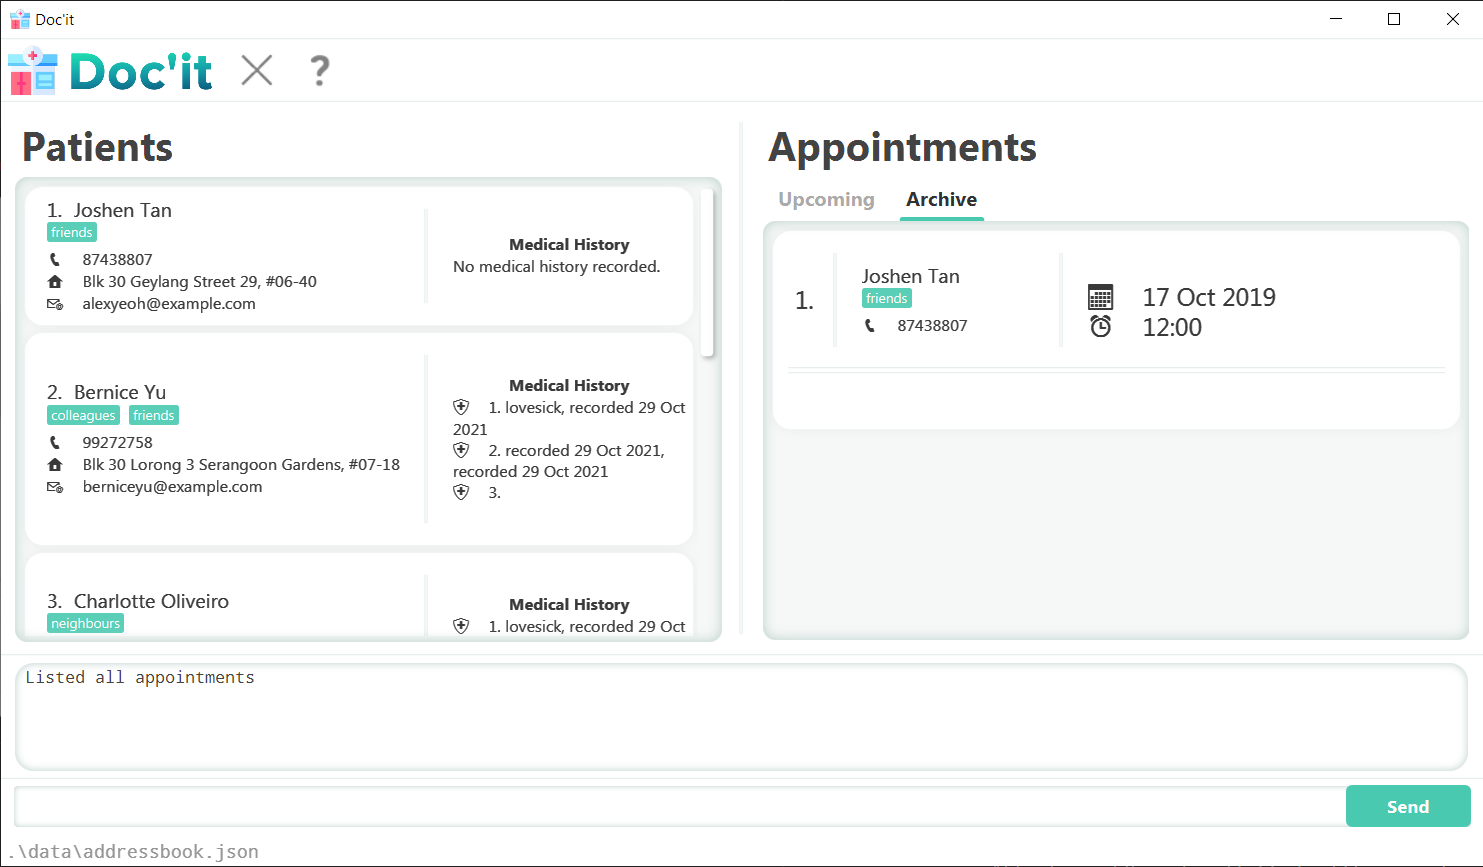 Doc'it
Doc'it
?
Patients
1. Joshen Tan
friends
87438807
Blk 30 Geylang Street 29, #06-40
alexyeoh@example.com
Medical History
No medical history recorded.
2. Bernice Yu
colleagues friends
99272758
Blk 30 Lorong 3 Serangoon Gardens, #07-18
berniceyu@example.com
Medical History
1. lovesick, recorded 29 Oct
2021
2. recorded 29 Oct 2021,
recorded 29 Oct 2021
3.
3. Charlotte Oliveiro
neighbours
Medical History
1. lovesick, recorded 29 Oct
Appointments
Upcoming Archive
1.
Joshen Tan
friends
87438807
17 Oct 2019
12:00
Listed all appointments
Send
.\data\addressbook.json